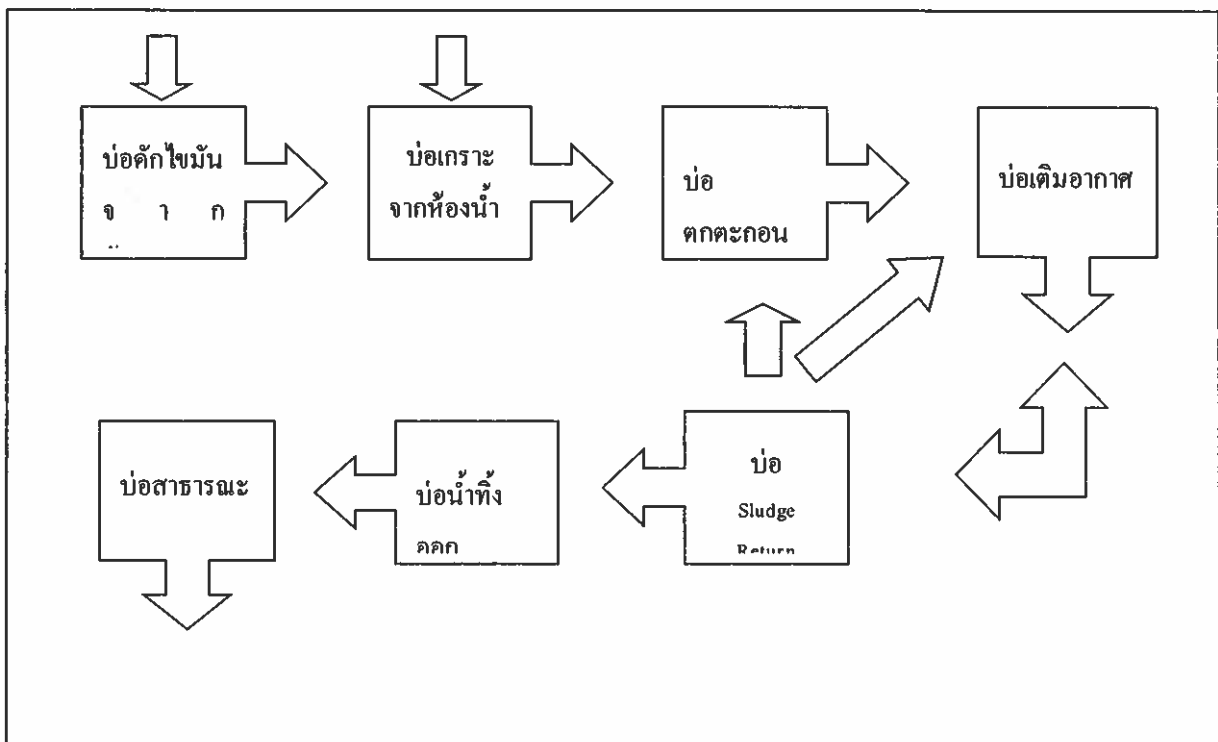 บ่อดักไขมัน
จ า ก
บ่อเกราะ
จากห้องน้ำ
บ่อ
ตกตะกอน
บ่อเติมอากาศ
บ่อสาธารณะ
บ่อน้ำทิ้ง
บ่อ
Sludge
Return